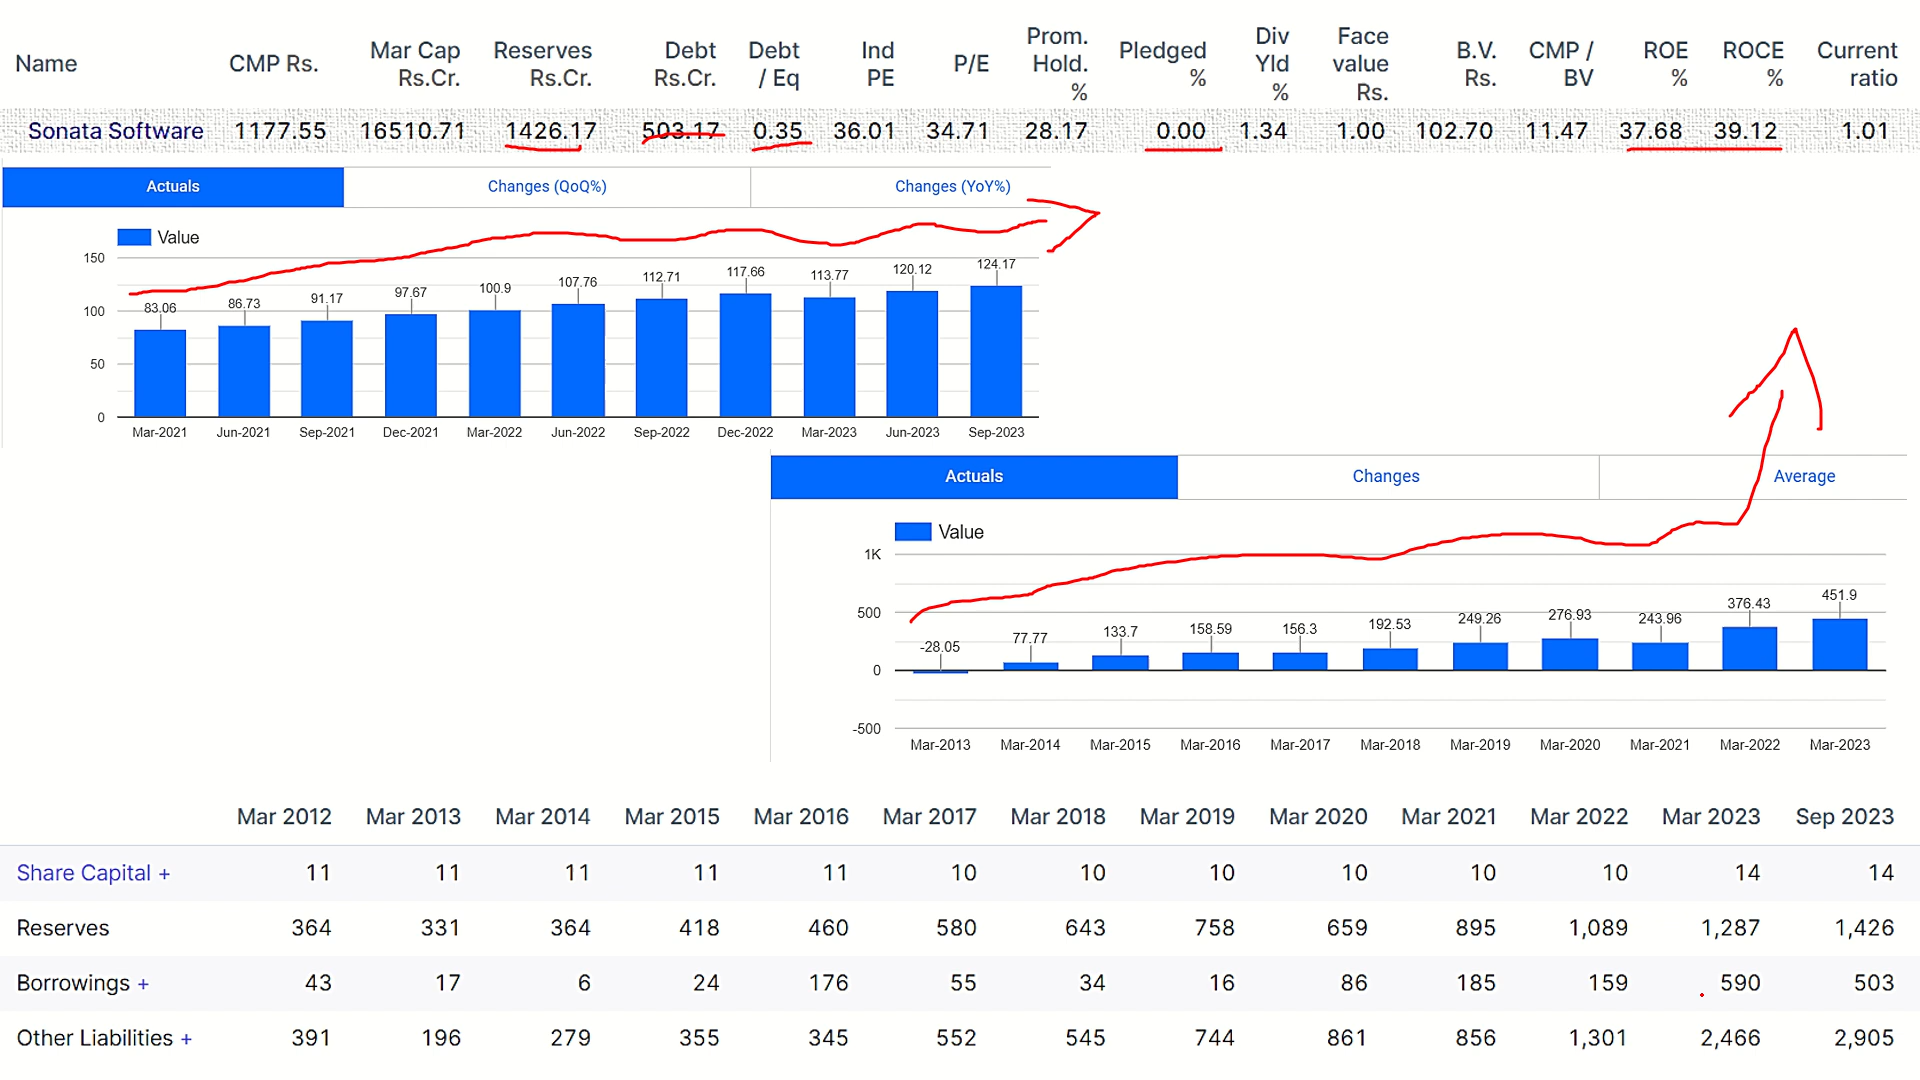 Name CMP Rs. Mar Cap Rs.Cr. Reserves Rs.Cr. Debt Rs.Cr. Debt / Eq Ind PE P/E Prom. Hold. % Pledged % Div Yld % Face value Rs. B.V. Rs. CMP / BV ROE % ROCE % Current ratio
Sonata Software 1177.55 16510.71 1426.17 503.17 0.35 36.01 34.71 28.17 0.00 1.34 1.00 102.70 11.47 37.68 39.12 1.01
Actuals Changes (QoQ%) Changes (YoY%)
Value
150
100
50
0
83.06 86.73 91.17 97.67 100.9 107.76 112.71 117.66 113.77 120.12 124.17
Mar-2021 Jun-2021 Sep-2021 Dec-2021 Mar-2022 Jun-2022 Sep-2022 Dec-2022 Mar-2023 Jun-2023 Sep-2023
Actuals Changes Average
Value
1K
500
0
-500
-28.05 77.77 133.7 158.59 156.3 192.53 249.26 276.93 243.96 376.43 451.9
Mar-2013 Mar-2014 Mar-2015 Mar-2016 Mar-2017 Mar-2018 Mar-2019 Mar-2020 Mar-2021 Mar-2022 Mar-2023
Mar 2012 Mar 2013 Mar 2014 Mar 2015 Mar 2016 Mar 2017 Mar 2018 Mar 2019 Mar 2020 Mar 2021 Mar 2022 Mar 2023 Sep 2023
Share Capital + 11 11 11 11 11 10 10 10 10 10 10 14 14
Reserves 364 331 364 418 460 580 643 758 659 895 1,089 1,287 1,426
Borrowings + 43 17 6 24 176 55 34 16 86 185 159 590 503
Other Liabilities + 391 196 279 355 345 552 545 744 861 856 1,301 2,466 2,905